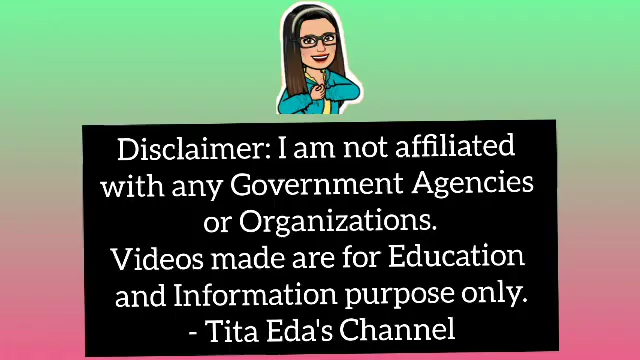 Disclaimer: I am not affiliated
with any Government Agencies
or Organizations.
Videos made are for Education
and Information purpose only.
- Tita Eda's Channel